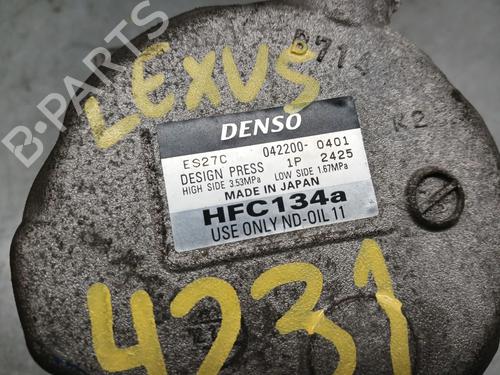 B-PARTS
LEXUS
B714
K2
DENSO
ES27C 042200-0401
DESIGN PRESS 1P 2425
HIGH SIDE 3.53MPa LOW SIDE 1.67MPa
MADE IN JAPAN
HFC134a
USE ONLY ND-OIL 11
4231